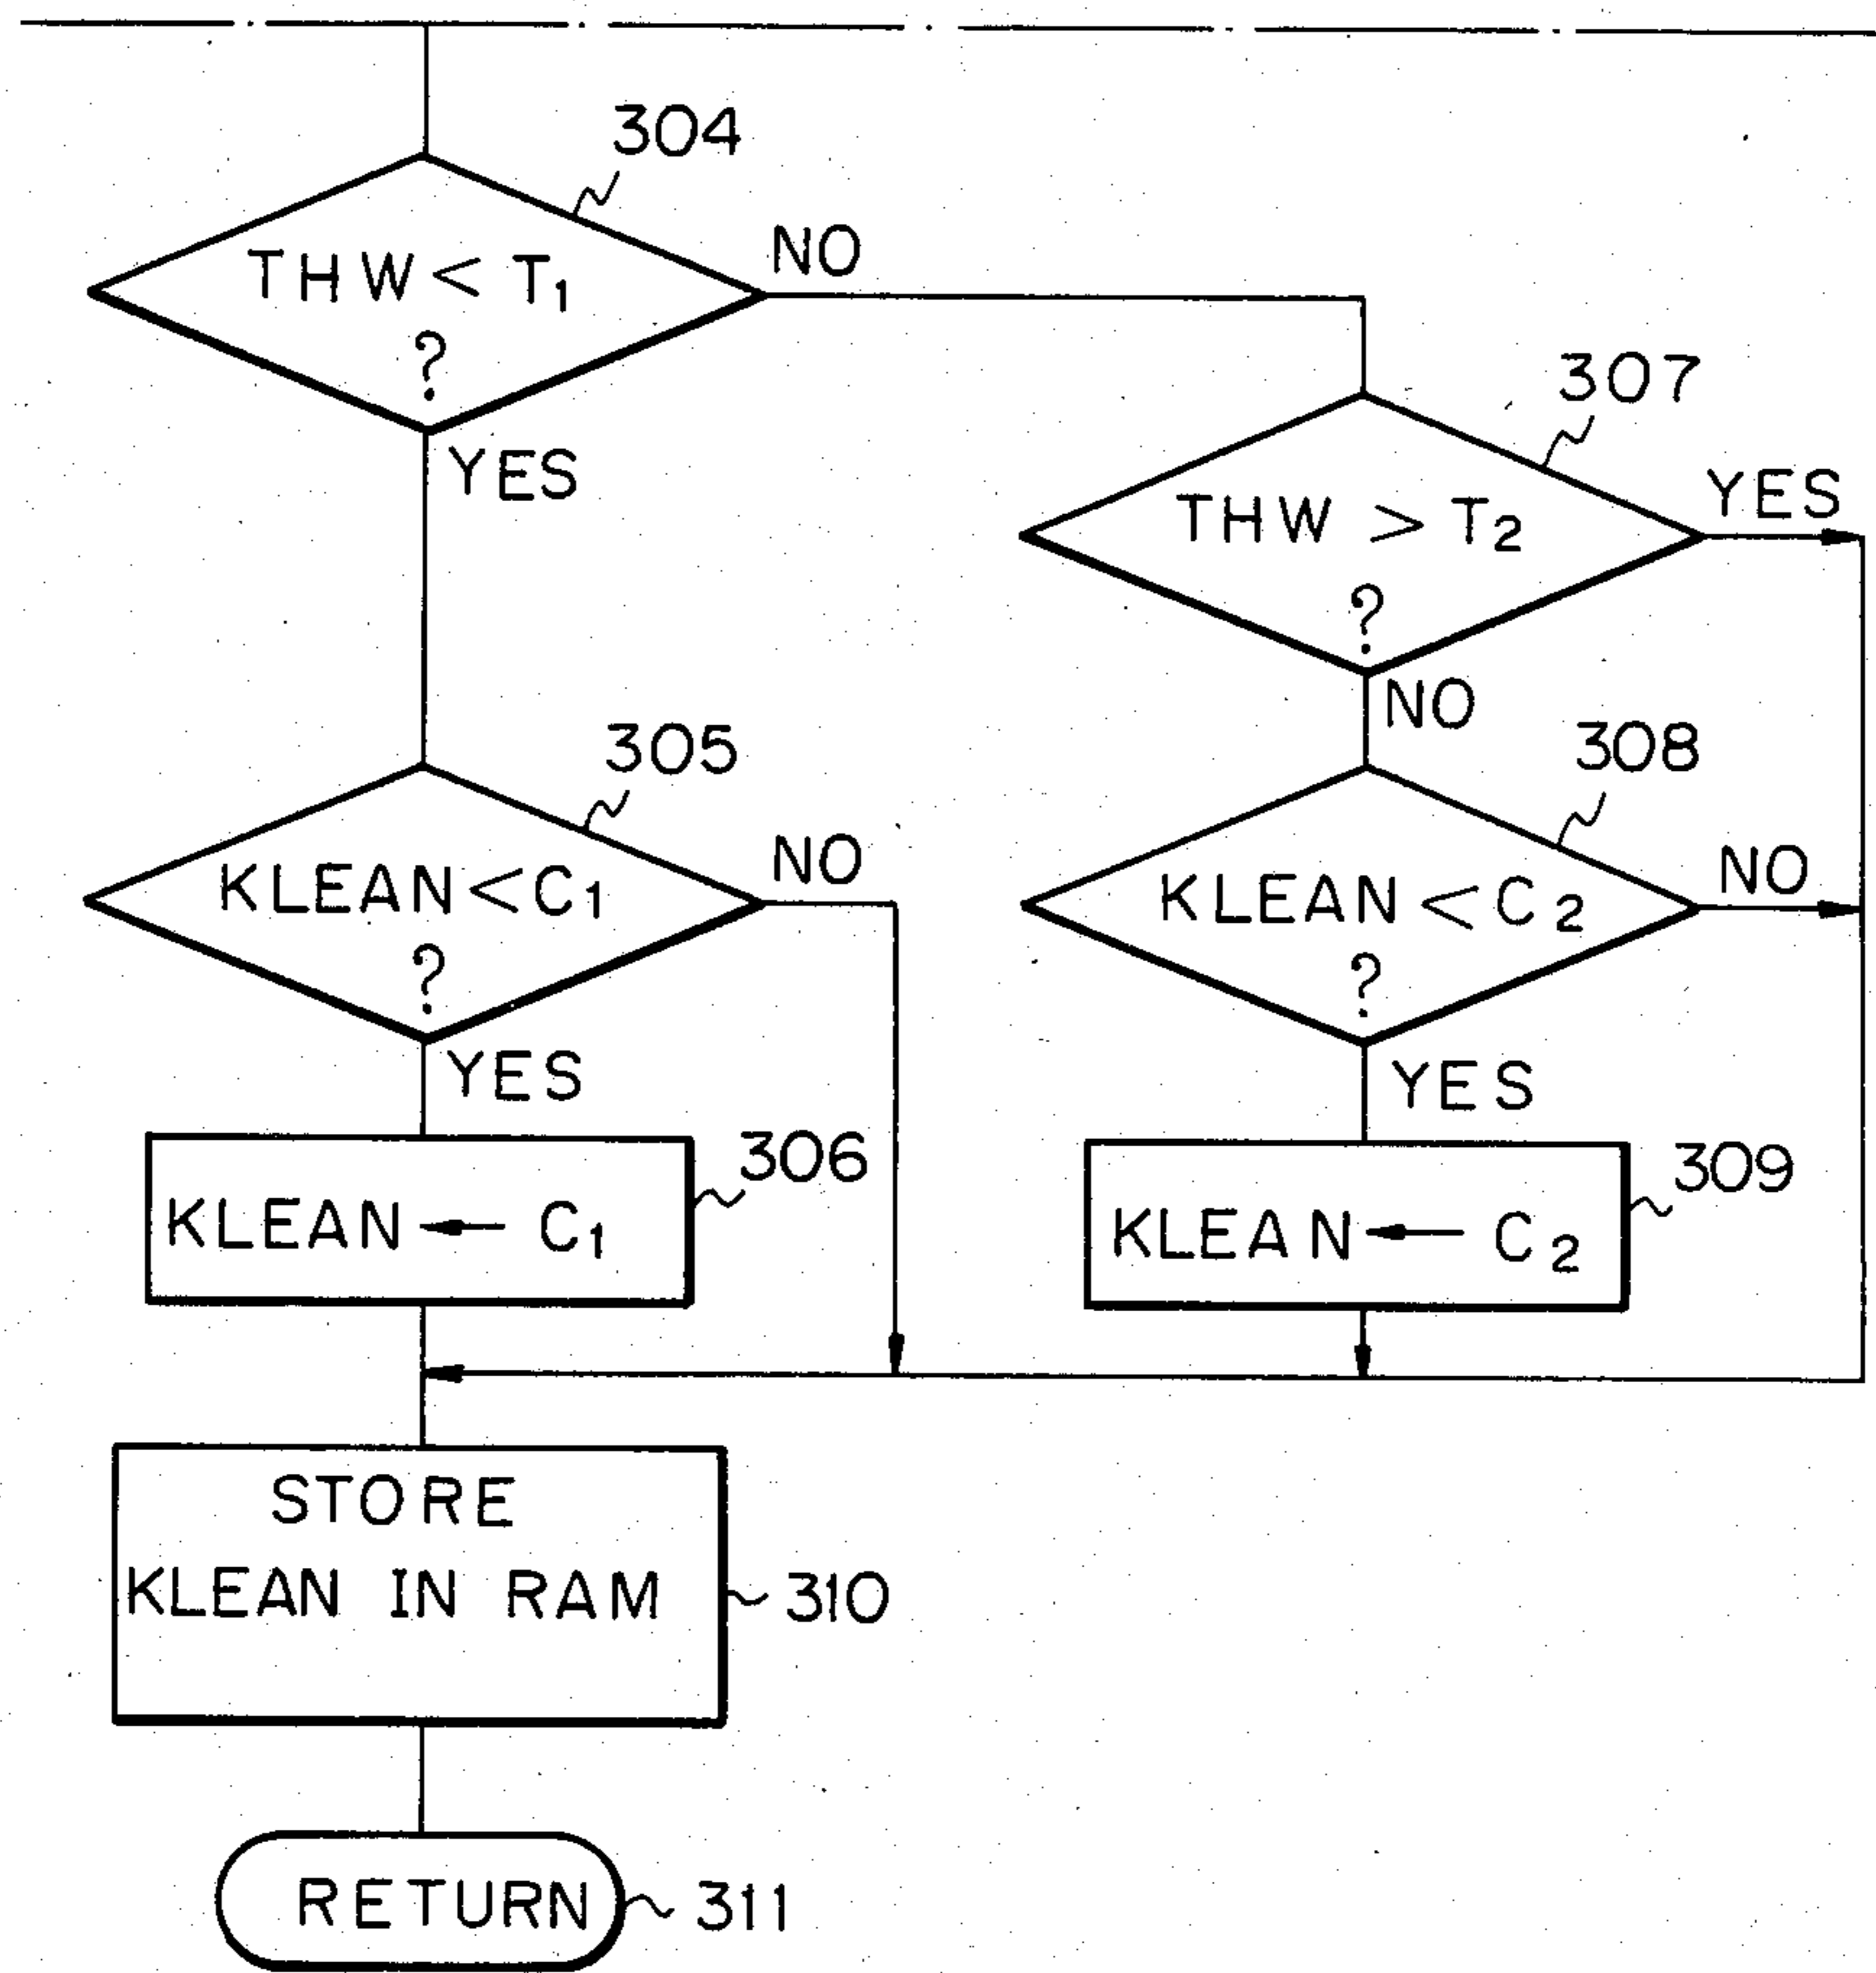 304
THW < T1
?
NO
YES
307
THW > T2
?
YES
NO
305
KLEAN < C1
?
NO
YES
308
KLEAN < C2
?
NO
YES
306
KLEAN ← C1
309
KLEAN ← C2
STORE
KLEAN IN RAM
310
RETURN
311